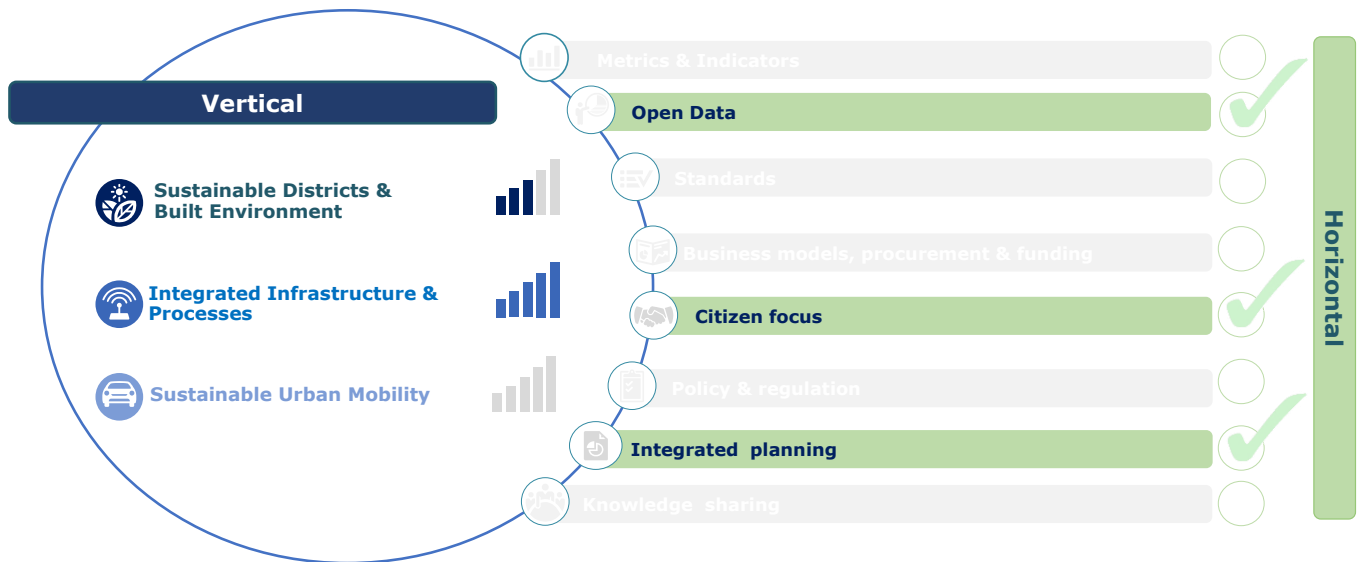 Metrics & Indicators
Vertical
Open Data
Sustainable Districts &
Built Environment
Standards
Business models, procurement & funding
Integrated Infrastructure &
Processes
Citizen focus
Sustainable Urban Mobility
Policy & regulation
Integrated  planning
Knowledge  sharing
Horizontal